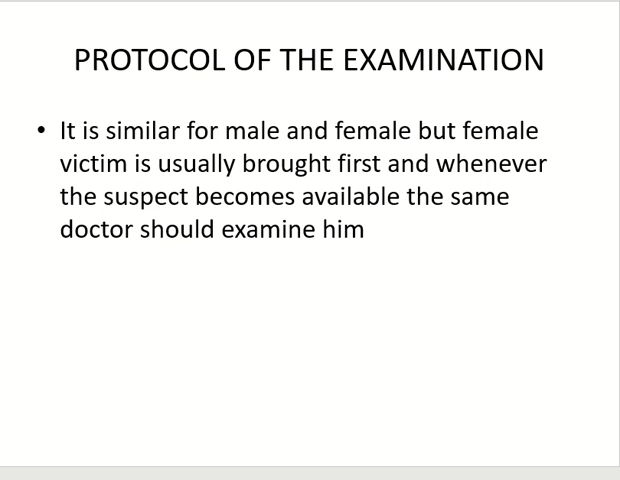 PROTOCOL OF THE EXAMINATION
• It is similar for male and female but female
victim is usually brought first and whenever
the suspect becomes available the same
doctor should examine him